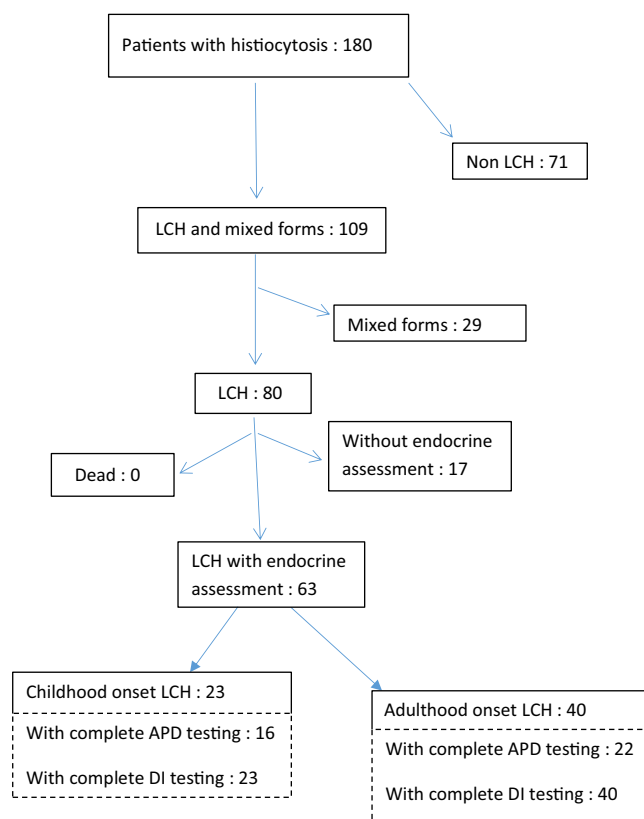 Patients with histiocytosis : 180
Non LCH : 71
LCH and mixed forms : 109
Mixed forms : 29
LCH : 80
Without endocrine
assessment : 17
Dead : 0
LCH with endocrine
assessment : 63
Childhood onset LCH : 23
With complete APD testing : 16
With complete DI testing : 23
Adulthood onset LCH : 40
With complete APD testing : 22
With complete DI testing : 40